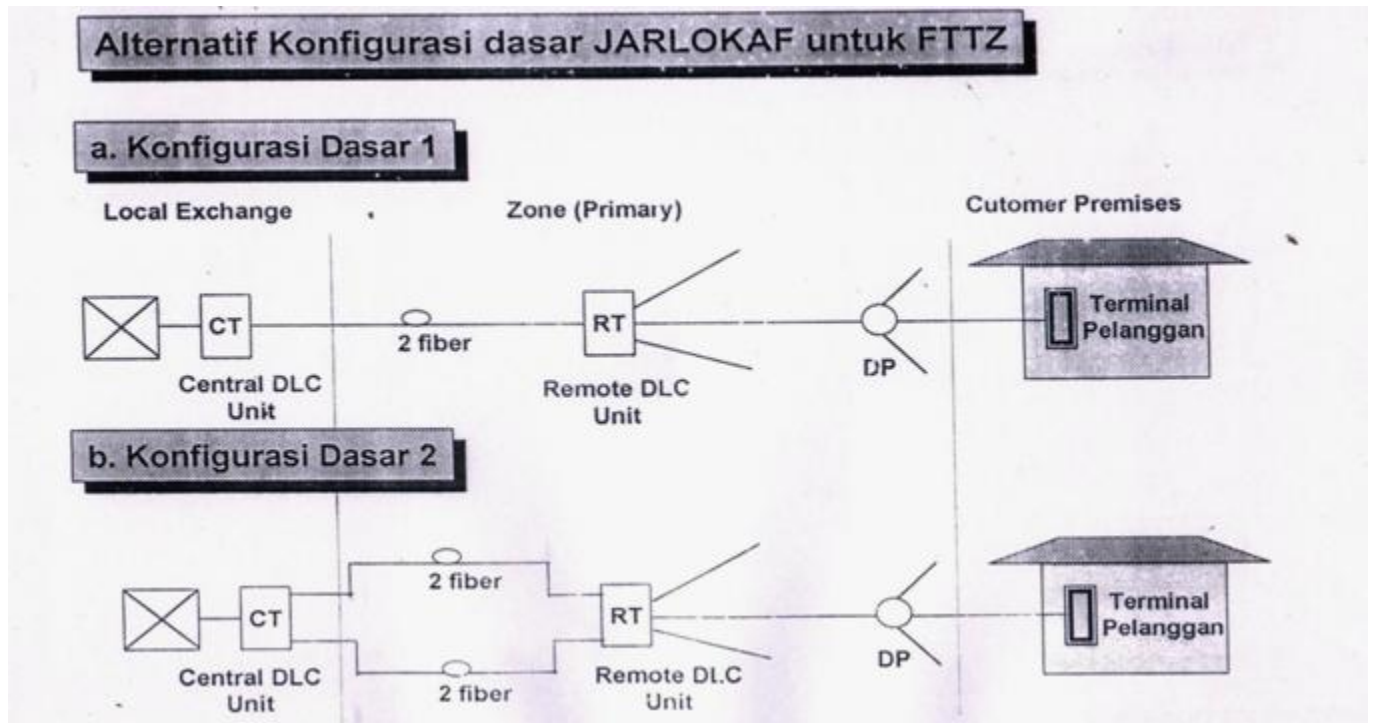 Alternatif Konfigurasi dasar JARLOKAF untuk FTTZ
a. Konfigurasi Dasar 1
Local Exchange
Zone (Primary)
Cutomer Premises
CT
2 fiber
RT
DP
Terminal
Pelanggan
Central DLC
Unit
Remote DLC
Unit
b. Konfigurasi Dasar 2
2 fiber
CT
RT
DP
Terminal
Pelanggan
Central DLC
Unit
2 fiber
Remote DLC
Unit